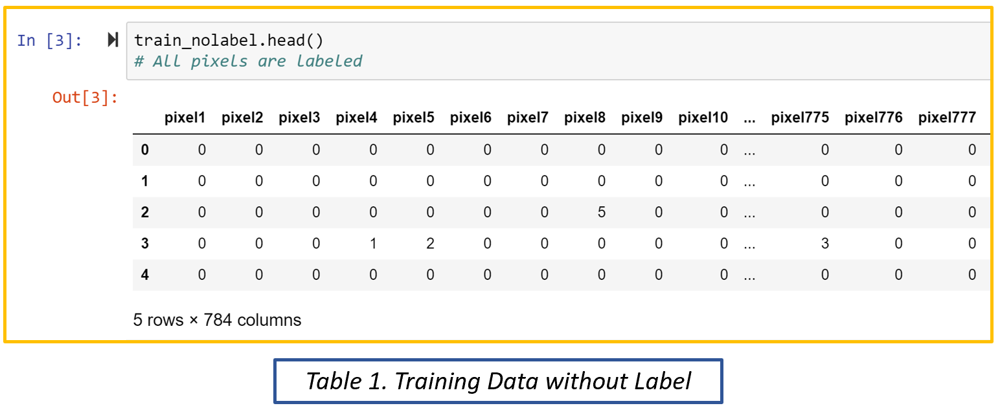 In [3]: train_nolabel.head()
# All pixels are labeled
Out[3]:
pixel1 pixel2 pixel3 pixel4 pixel5 pixel6 pixel7 pixel8 pixel9 pixel10 ... pixel775 pixel776 pixel777
0 0 0 0 0 0 0 0 0 0 0 ... 0 0 0
1 0 0 0 0 0 0 0 0 0 0 ... 0 0 0
2 0 0 0 0 0 0 0 5 0 0 ... 0 0 0
3 0 0 0 1 2 0 0 0 0 0 ... 3 0 0
4 0 0 0 0 0 0 0 0 0 0 ... 0 0 0
5 rows × 784 columns
Table 1. Training Data without Label